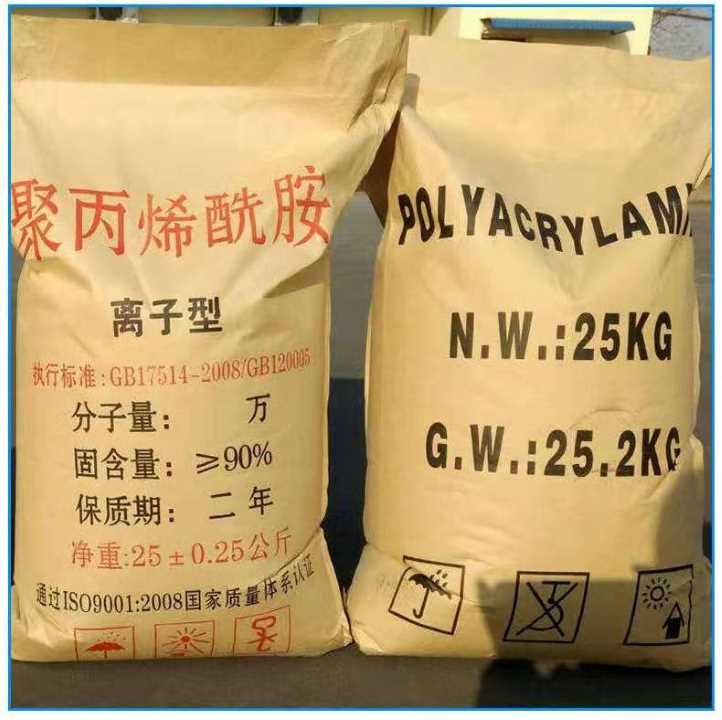 聚丙烯酰胺
离子型
执行标准:GB17514-2008/GB120005
分子量: 万
固含量: ≥90%
保质期: 二年
净重:25±0.25公斤
通过ISO9001:2008国家质量体系认证
POLYACRYLAMI
N.W.:25KG
G.W.:25.2KG